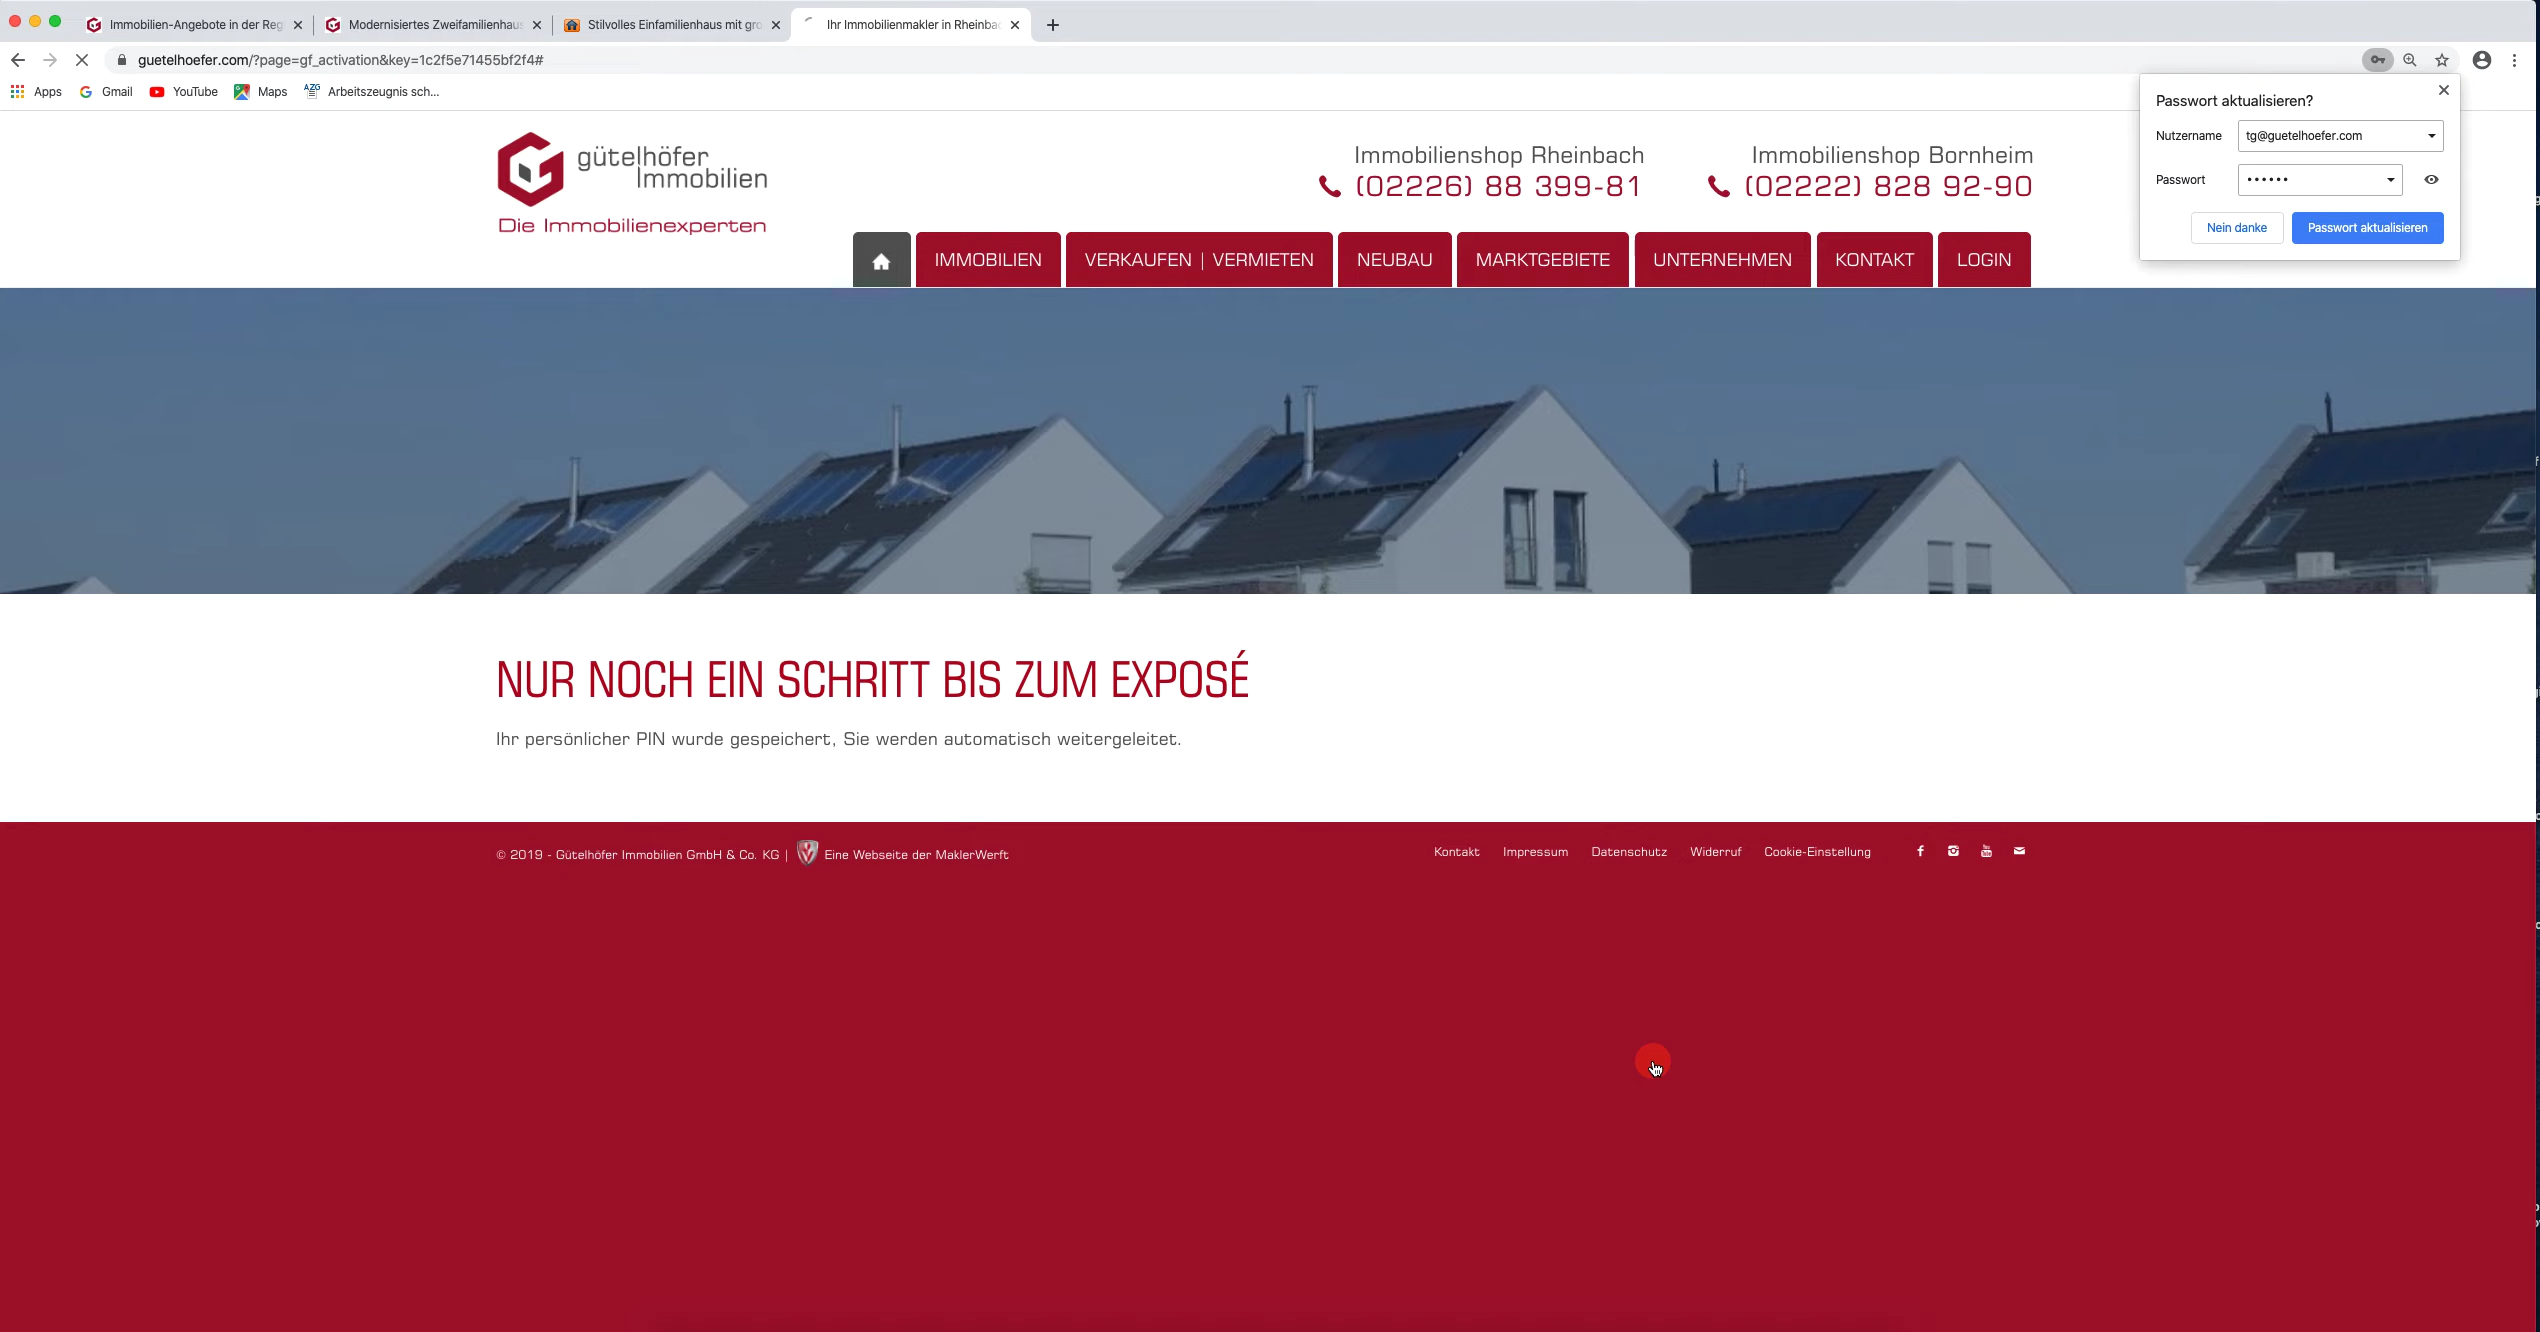 Immobilien-Angebote in der Reg
Modernisiertes Zweifamilienhaus
Stilvolles Einfamilienhaus mit gro
Ihr Immobilienmakler in Rheinbac
guetelhoefer.com/?page=gf_activation&key=1c2f5e71455bf2f4#
Apps
Gmail
YouTube
Maps
AZG
Arbeitszeugnis sch...
Passwort aktualisieren?
Nutzername
tg@guetelhoefer.com
Passwort
••••••
Nein danke
Passwort aktualisieren
gütelhöfer
Immobilien
Die Immobilienexperten
Immobilienshop Rheinbach
(02226) 88 399-81
Immobilienshop Bornheim
(02222) 828 92-90
IMMOBILIEN
VERKAUFEN | VERMIETEN
NEUBAU
MARKTGEBIETE
UNTERNEHMEN
KONTAKT
LOGIN
NUR NOCH EIN SCHRITT BIS ZUM EXPOSÉ
Ihr persönlicher PIN wurde gespeichert, Sie werden automatisch weitergeleitet.
© 2019 - Gütelhöfer Immobilien GmbH & Co. KG | Eine Webseite der MaklerWerft
Kontakt
Impressum
Datenschutz
Widerruf
Cookie-Einstellung